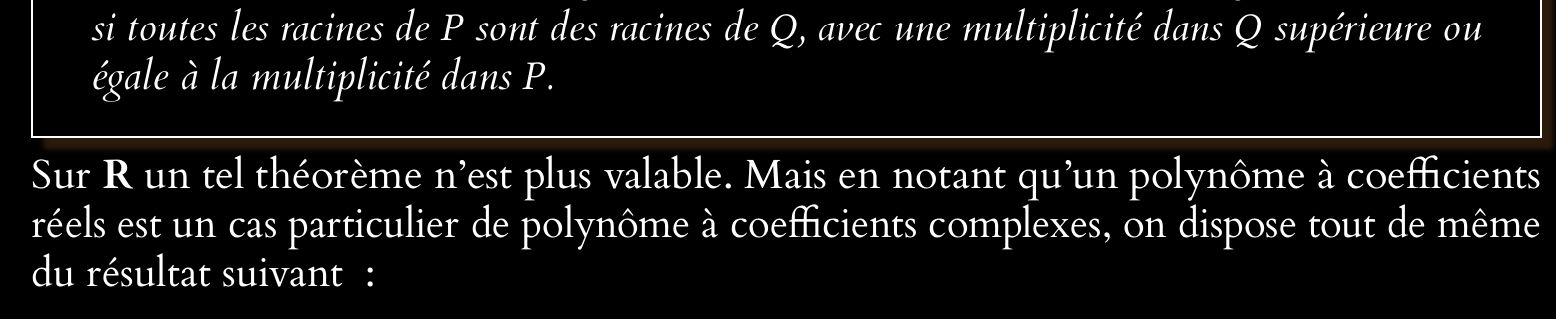 si toutes les racines de P sont des racines de Q, avec une multiplicité dans Q supérieure ou
égale à la multiplicité dans P.
Sur R un tel théorème n’est plus valable. Mais en notant qu’un polynôme à coefficients
réels est un cas particulier de polynôme à coefficients complexes, on dispose tout de même
du résultat suivant :